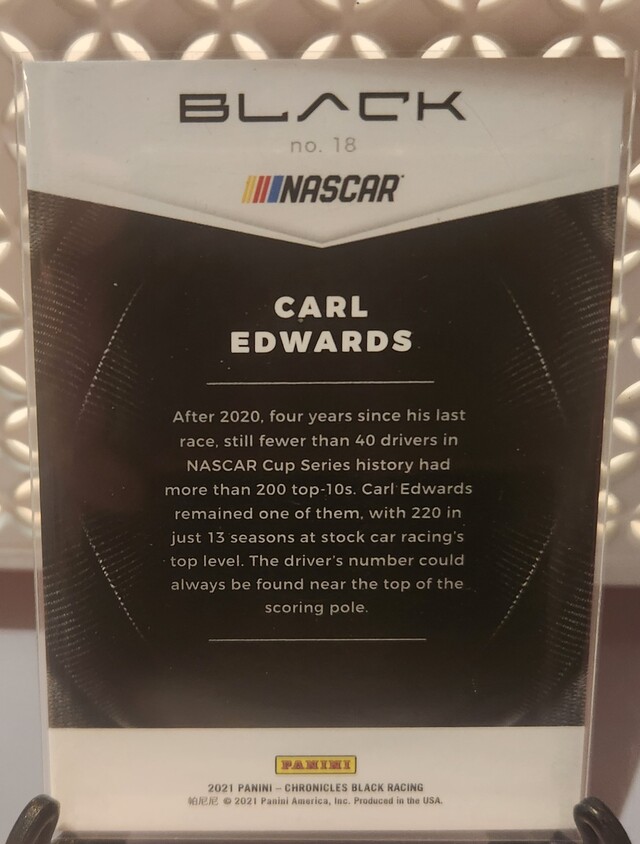 BLACK
no. 18
NASCAR
CARL
EDWARDS
After 2020, four years since his last
race, still fewer than 40 drivers in
NASCAR Cup Series history had
more than 200 top-10s. Carl Edwards
remained one of them, with 220 in
just 13 seasons at stock car racing's
top level. The driver's number could
always be found near the top of the
scoring pole.
PANINI
2021 PANINI – CHRONICLES BLACK RACING
帕尼尼 © 2021 Panini America, Inc. Produced in the USA.